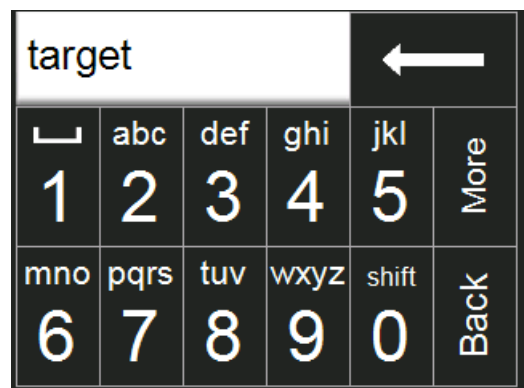 target
abc def ghi jkl
1 2 3 4 5 More
mno pqrs tuv wxyz shift
6 7 8 9 0 Back